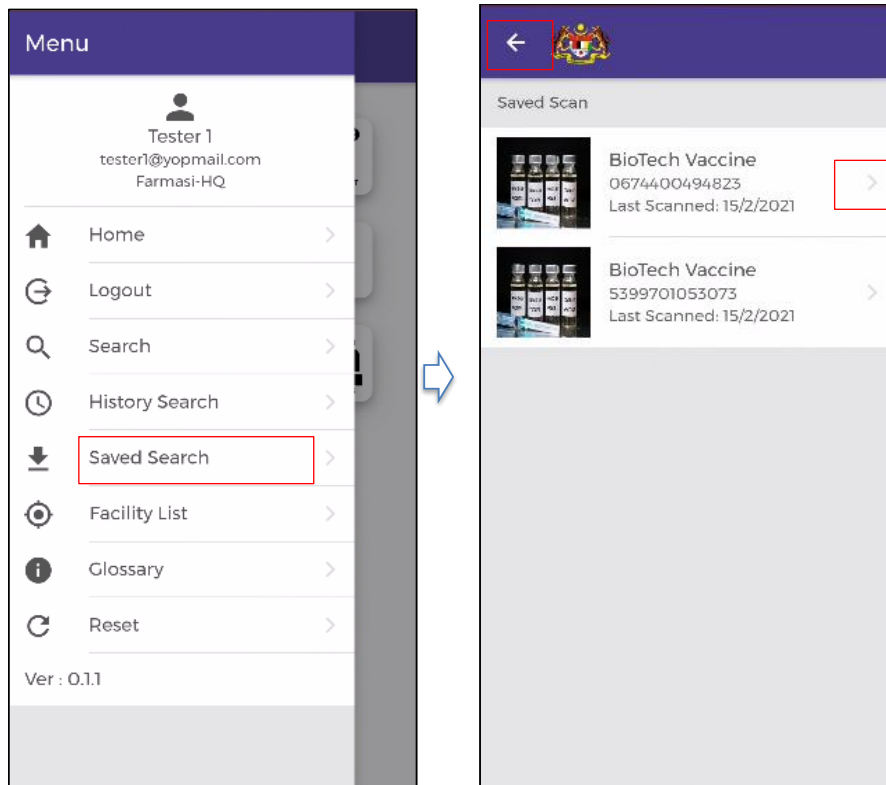 Menu
Tester 1
tester1@yopmail.com
Farmasi-HQ
Home
Logout
Search
History Search
Saved Search
Facility List
Glossary
Reset
Ver : 0.1.1
Saved Scan
BioTech Vaccine
0674400494823
Last Scanned: 15/2/2021
BioTech Vaccine
5399701053073
Last Scanned: 15/2/2021